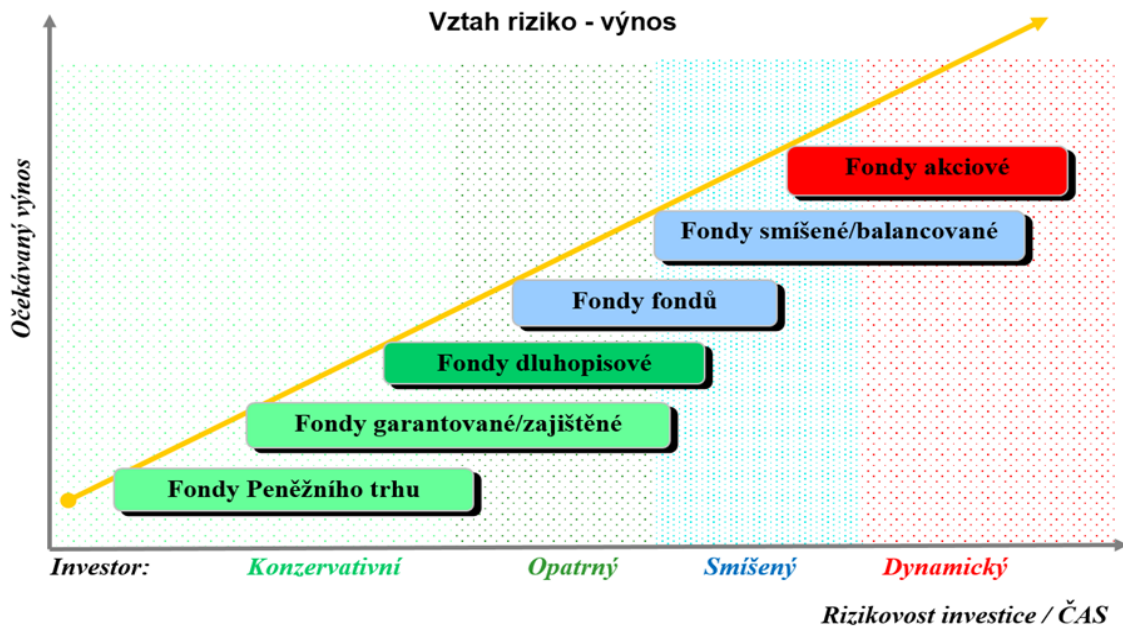 Vztah riziko - výnos
Očekávaný výnos
Fondy akciové
Fondy smíšené/balancované
Fondy fondů
Fondy dluhopisové
Fondy garantované/zajištěné
Fondy Peněžního trhu
Investor: Konzervativní Opatrný Smíšený Dynamický
Rizikovost investice / ČAS